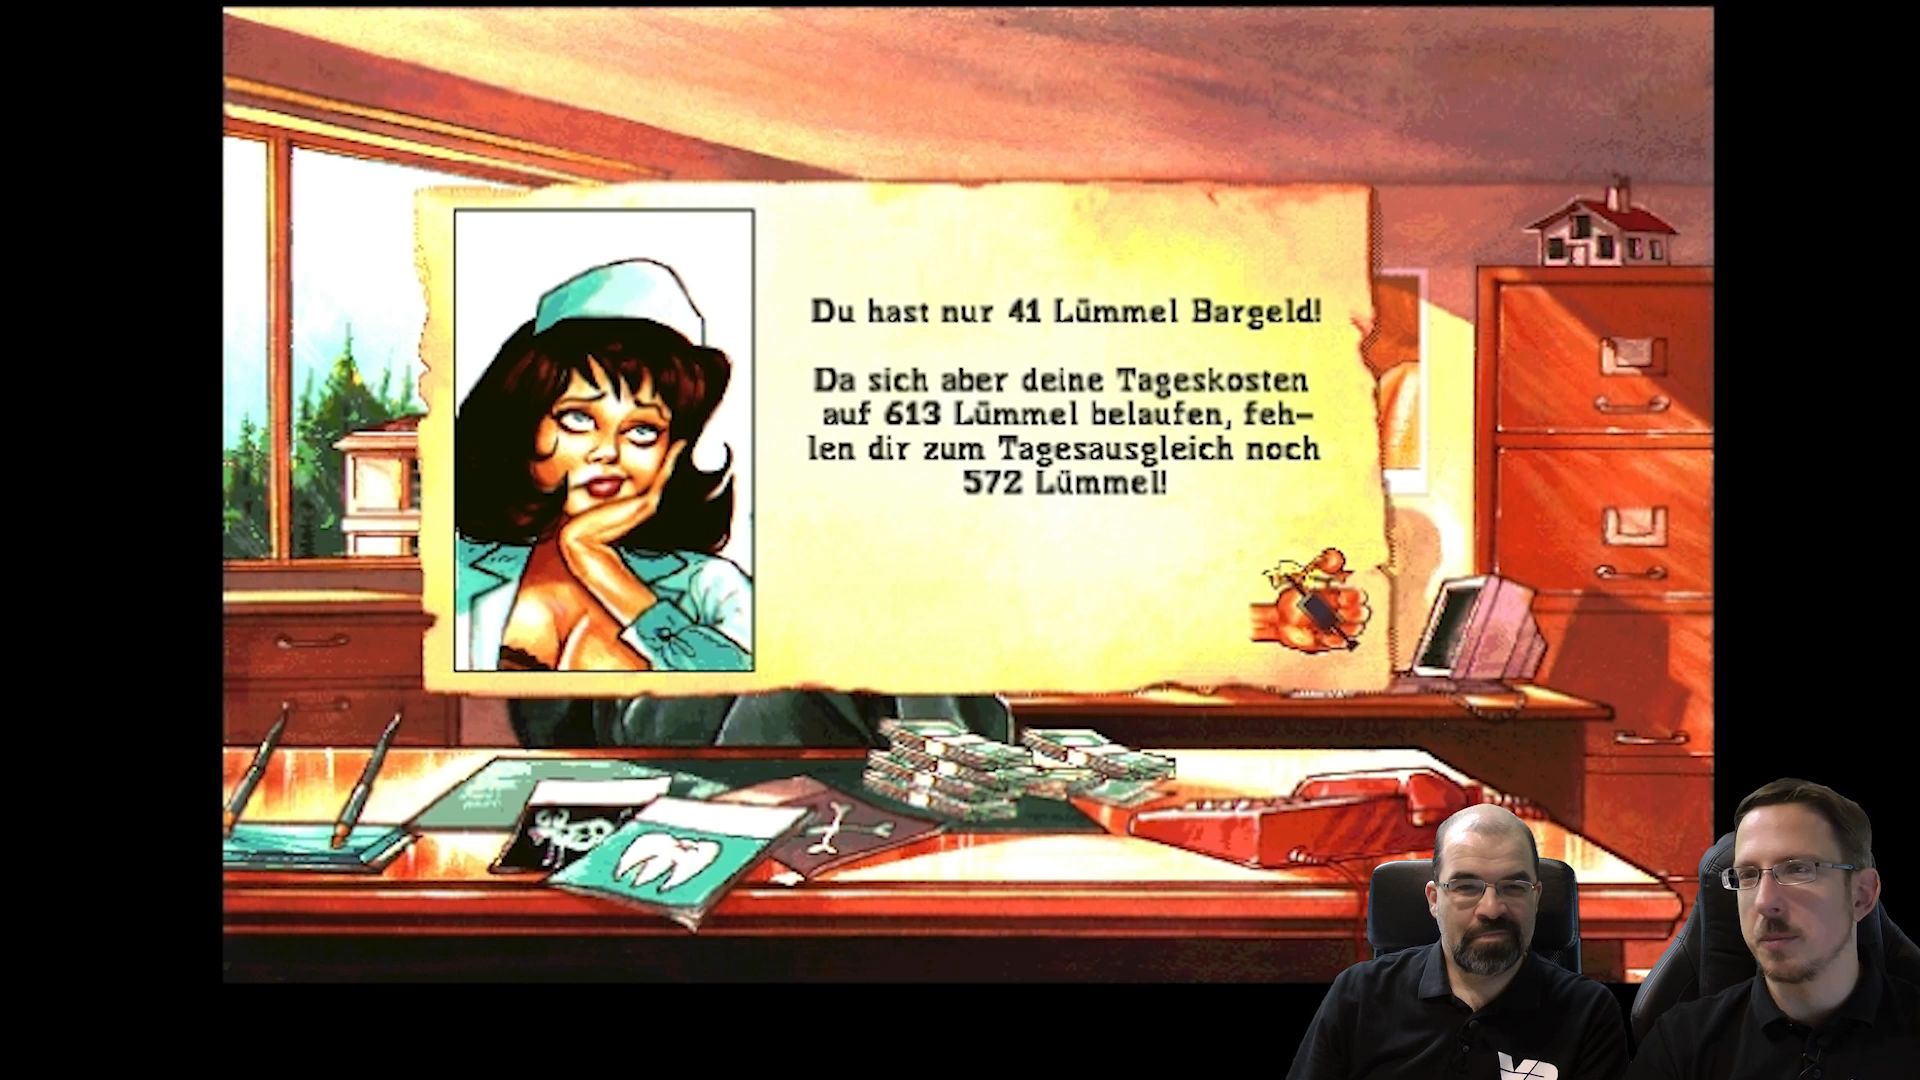 Du hast nur 41 Lümmel Bargeld!
Da sich aber deine Tageskosten
auf 613 Lümmel belaufen, feh-
len dir zum Tagesausgleich noch
572 Lümmel!